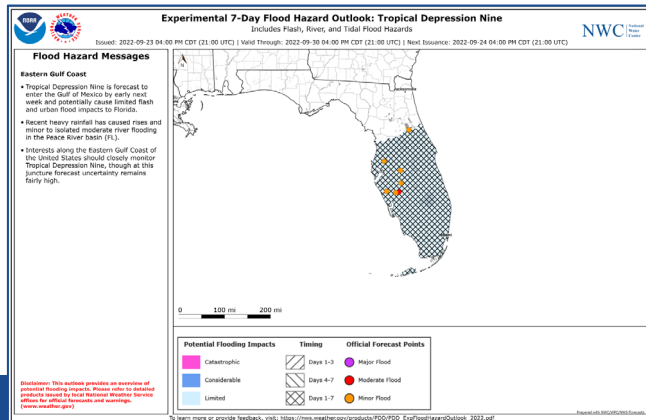 NOAA
Experimental 7-Day Flood Hazard Outlook: Tropical Depression Nine
Includes Flash, River, and Tidal Flood Hazards
Issued: 2022-09-23 04:00 PM CDT (21:00 UTC) | Valid Through: 2022-09-30 04:00 PM CDT (21:00 UTC) | Next Issuance: 2022-09-24 04:00 PM CDT (21:00 UTC)
NWC
National
Water
Center
Flood Hazard Messages
Eastern Gulf Coast
• Tropical Depression Nine is forecast to
enter the Gulf of Mexico by early next
week and potentially cause limited flash
and urban flood impacts to Florida.
• Recent heavy rainfall has caused rises and
minor to isolated moderate river flooding
in the Peace River basin (FL).
• Interests along the Eastern Gulf Coast of
the United States should closely monitor
Tropical Depression Nine, though at this
juncture forecast uncertainty remains
fairly high.
Disclaimer: This outlook provides an overview of
potential flooding impacts. Please refer to detailed
products issued by local National Weather Service
offices for official forecasts and warnings.
(www.weather.gov)
N
Jacksonville
Miami
0 100 mi 200 mi
Potential Flooding Impacts
Catastrophic
Considerable
Limited
Timing
Days 1-3
Days 4-7
Days 1-7
Official Forecast Points
Major Flood
Moderate Flood
Minor Flood
Prepared with NWC/WPC/NHS Forecasts.
To learn more or provide feedback, visit: https://nws.weather.gov/products/PDD/PDD_ExpFloodHazardOutlook_2022.pdf